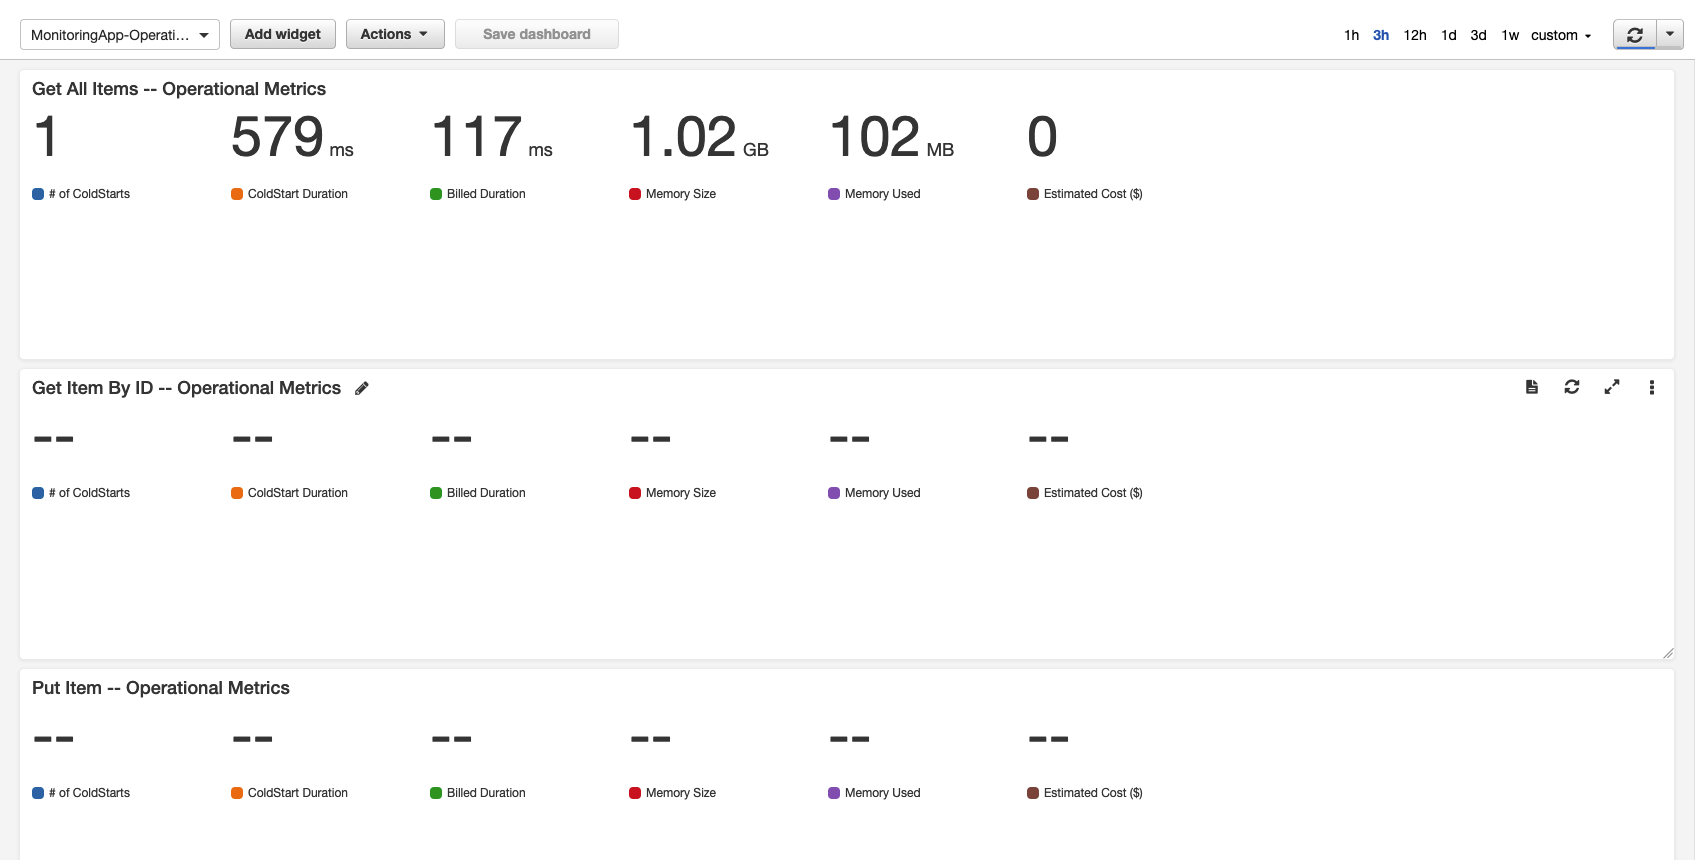 MonitoringApp-Operati... Add widget Actions Save dashboard 1h 3h 12h 1d 3d 1w custom
Get All Items -- Operational Metrics
1 579 ms 117 ms 1.02 GB 102 MB 0
# of ColdStarts ColdStart Duration Billed Duration Memory Size Memory Used Estimated Cost ($)
Get Item By ID -- Operational Metrics
-- -- -- -- -- --
# of ColdStarts ColdStart Duration Billed Duration Memory Size Memory Used Estimated Cost ($)
Put Item -- Operational Metrics
-- -- -- -- -- --
# of ColdStarts ColdStart Duration Billed Duration Memory Size Memory Used Estimated Cost ($)